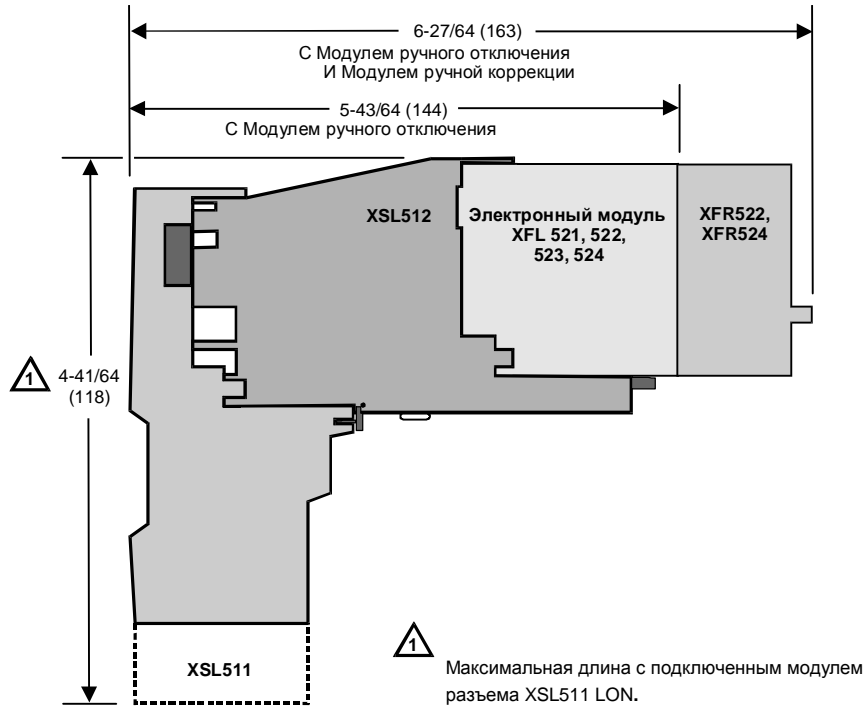 6-27/64 (163)
С Модулем ручного отключения
И Модулем ручной коррекции
5-43/64 (144)
С Модулем ручного отключения
XSL512
Электронный модуль
XFL 521, 522,
523, 524
XFR522,
XFR524
1
4-41/64
(118)
XSL511
1
Максимальная длина с подключенным модулем
разъема XSL511 LON.